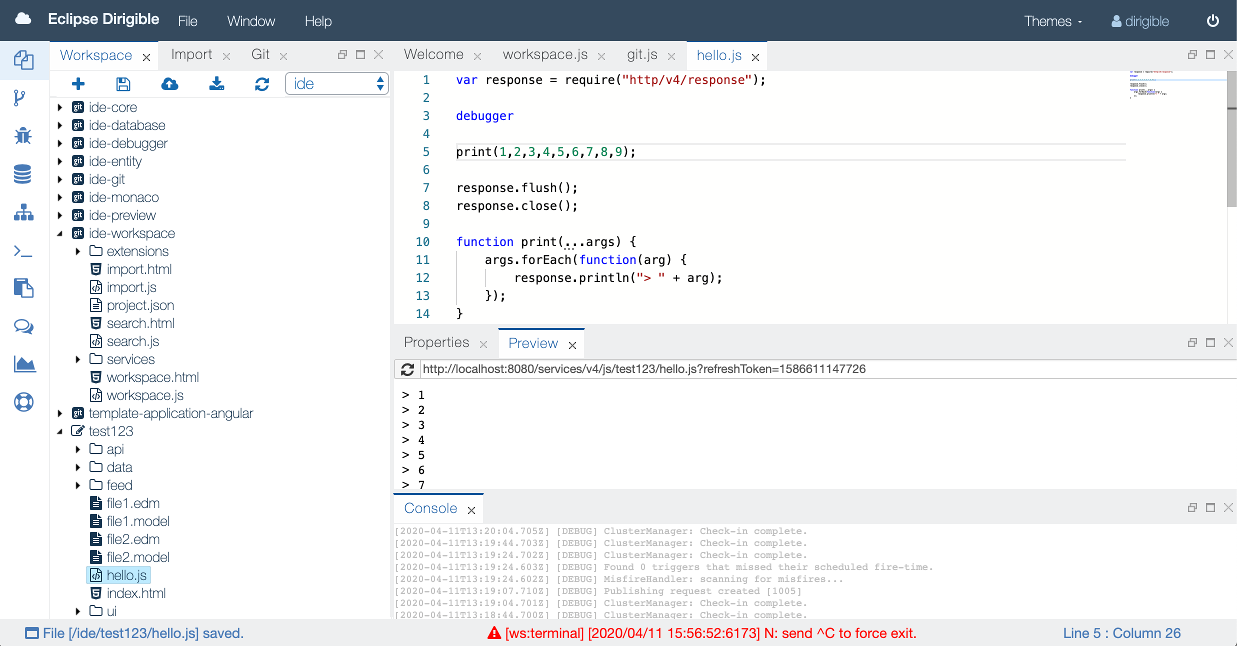 Eclipse Dirigible File Window Help Themes dirigible
Workspace Import Git
ide
ide-core
ide-database
ide-debugger
ide-entity
ide-git
ide-monaco
ide-preview
ide-workspace
extensions
import.html
import.js
project.json
search.html
search.js
services
workspace.html
workspace.js
template-application-angular
test123
api
data
feed
file1.edm
file1.model
file2.edm
file2.model
hello.js
index.html
ui
Welcome workspace.js git.js hello.js
1 var response = require("http/v4/response");
2
3 debugger
4
5 print(1,2,3,4,5,6,7,8,9);
6
7 response.flush();
8 response.close();
9
10 function print(...args) {
11 args.forEach(function(arg) {
12 response.println("> " + arg);
13 });
14 }
Properties Preview
http://localhost:8080/services/v4/js/test123/hello.js?refreshToken=1586611147726
> 1
> 2
> 3
> 4
> 5
> 6
> 7
Console
[2020-04-11T13:20:04.705Z] [DEBUG] ClusterManager: Check-in complete.
[2020-04-11T13:19:44.703Z] [DEBUG] ClusterManager: Check-in complete.
[2020-04-11T13:19:24.702Z] [DEBUG] ClusterManager: Check-in complete.
[2020-04-11T13:19:24.603Z] [DEBUG] Found 0 triggers that missed their scheduled fire-time.
[2020-04-11T13:19:24.602Z] [DEBUG] MisfireHandler: scanning for misfires...
[2020-04-11T13:19:07.710Z] [DEBUG] Publishing request created [1005]
[2020-04-11T13:19:04.701Z] [DEBUG] ClusterManager: Check-in complete.
[2020-04-11T13:18:44.700Z] [DEBUG] ClusterManager: Check-in complete.
File [/ide/test123/hello.js] saved. [ws:terminal] [2020/04/11 15:56:52:6173] N: send ^C to force exit. Line 5 : Column 26